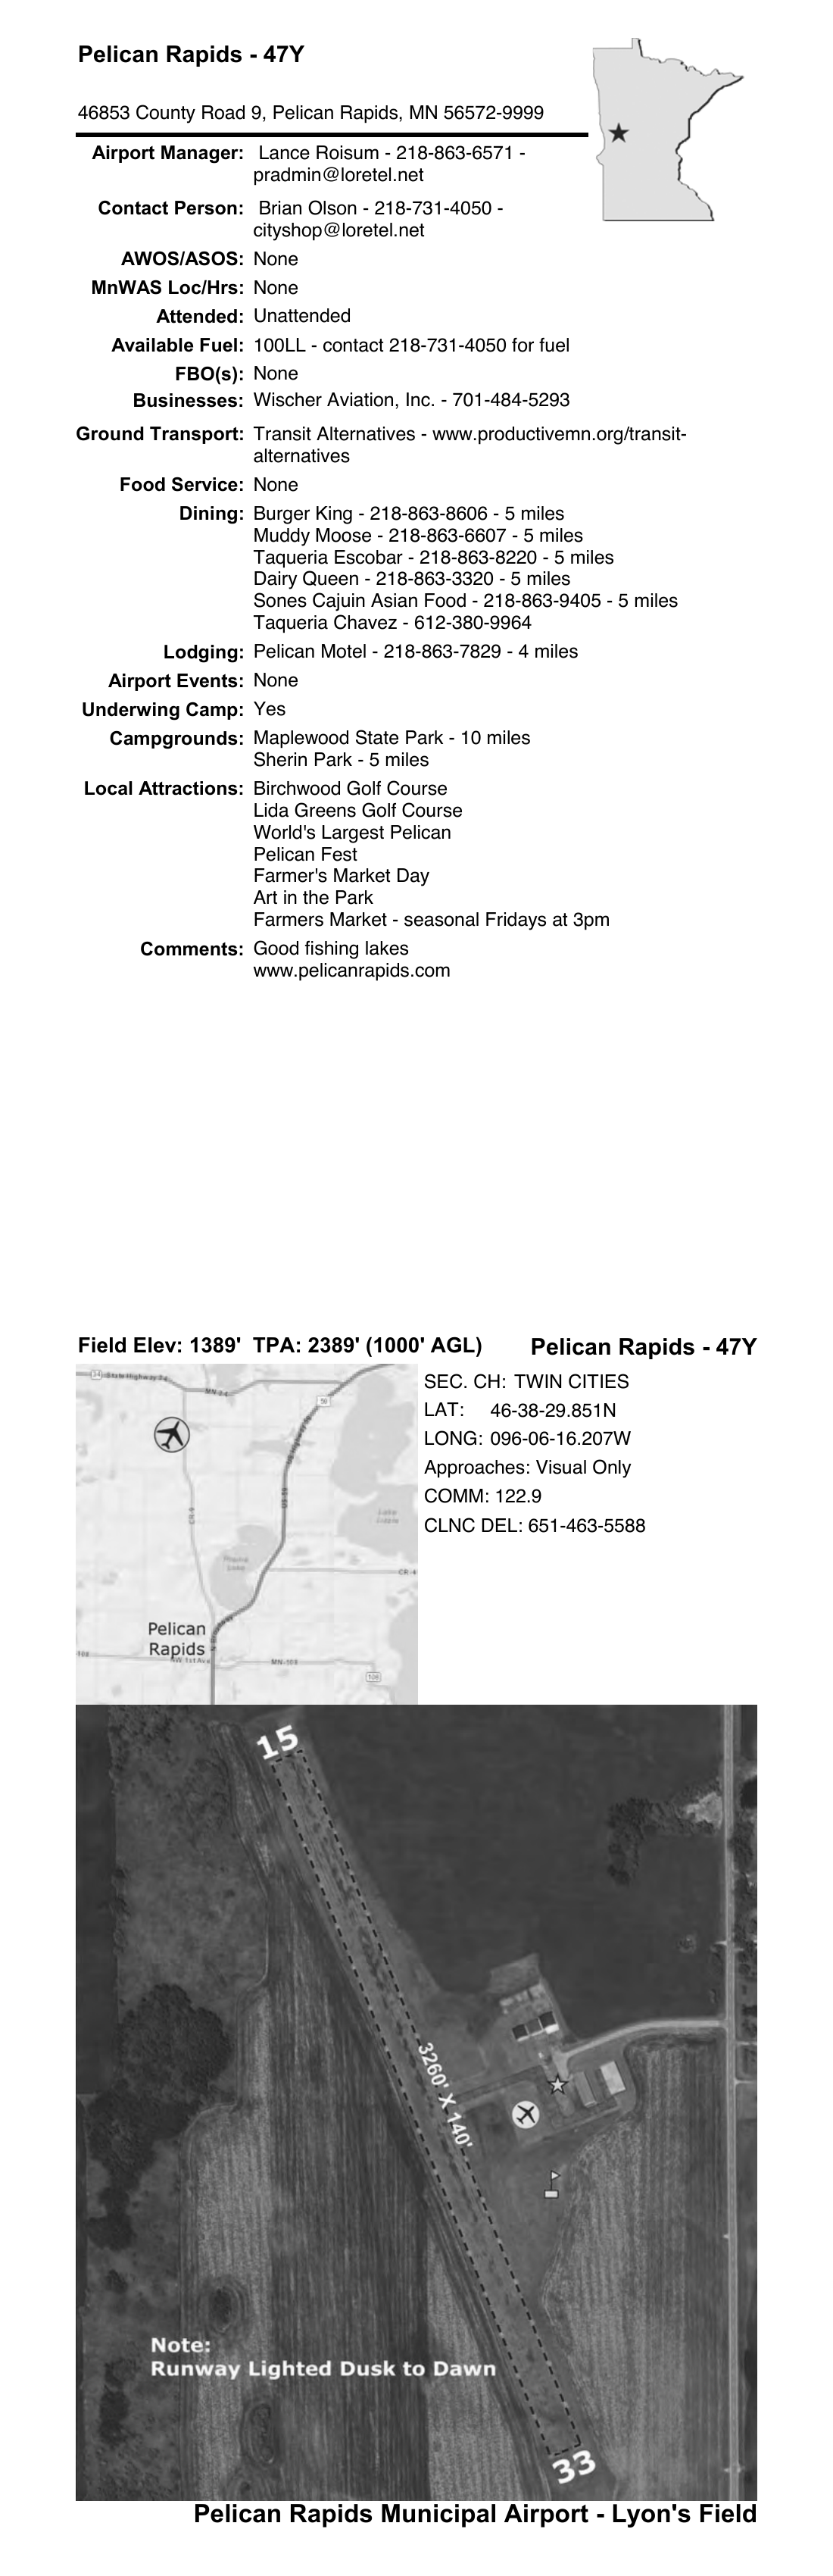 Pelican Rapids - 47Y
46853 County Road 9, Pelican Rapids, MN 56572-9999
Airport Manager: Lance Roisum - 218-863-6571 -
pradmin@loretel.net
Contact Person: Brian Olson - 218-731-4050 -
cityshop@loretel.net
AWOS/ASOS: None
MnWAS Loc/Hrs: None
Attended: Unattended
Available Fuel: 100LL - contact 218-731-4050 for fuel
FBO(s): None
Businesses: Wischer Aviation, Inc. - 701-484-5293
Ground Transport: Transit Alternatives - www.productivemn.org/transit-
alternatives
Food Service: None
Dining: Burger King - 218-863-8606 - 5 miles
Muddy Moose - 218-863-6607 - 5 miles
Taqueria Escobar - 218-863-8220 - 5 miles
Dairy Queen - 218-863-3320 - 5 miles
Sones Cajuin Asian Food - 218-863-9405 - 5 miles
Taqueria Chavez - 612-380-9964
Lodging: Pelican Motel - 218-863-7829 - 4 miles
Airport Events: None
Underwing Camp: Yes
Campgrounds: Maplewood State Park - 10 miles
Sherin Park - 5 miles
Local Attractions: Birchwood Golf Course
Lida Greens Golf Course
World's Largest Pelican
Pelican Fest
Farmer's Market Day
Art in the Park
Farmers Market - seasonal Fridays at 3pm
Comments: Good fishing lakes
www.pelicanrapids.com
Field Elev: 1389' TPA: 2389' (1000' AGL) Pelican Rapids - 47Y
SEC. CH: TWIN CITIES
LAT: 46-38-29.851N
LONG: 096-06-16.207W
Approaches: Visual Only
COMM: 122.9
CLNC DEL: 651-463-5588
34 State Highway 34
MN-34
59
CR-9
US-59
CR-4
Pelican
Rapids
108
NW 1st Ave
MN-108
108
15
3260' X 140'
Note:
Runway Lighted Dusk to Dawn
33
Pelican Rapids Municipal Airport - Lyon's Field